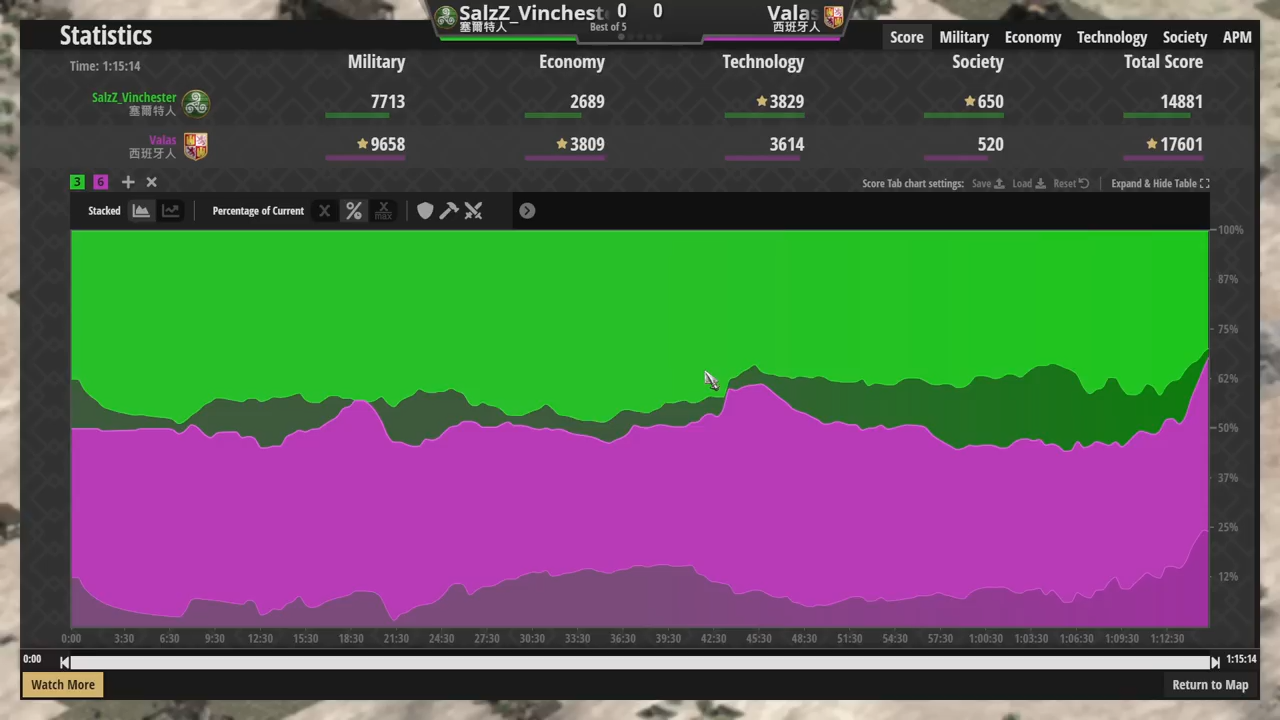 SalzZ_Vinchest 0 0 Valas
塞爾特人 Best of 5 西班牙人
Statistics
Score Military Economy Technology Society APM
Time: 1:15:14 Military Economy Technology Society Total Score
SalzZ_Vinchester
塞爾特人
7713 2689 3829 650 14881
Valas
西班牙人
9658 3809 3614 520 17601
3 6 + ×
Score Tab chart settings: Save Load Reset Expand & Hide Table
Stacked Percentage of Current X % X max
100%
87%
75%
62%
50%
37%
25%
12%
0:00 3:30 6:30 9:30 12:30 15:30 18:30 21:30 24:30 27:30 30:30 33:30 36:30 39:30 42:30 45:30 48:30 51:30 54:30 57:30 1:00:30 1:03:30 1:06:30 1:09:30 1:12:30
0:00 1:15:14
Watch More Return to Map